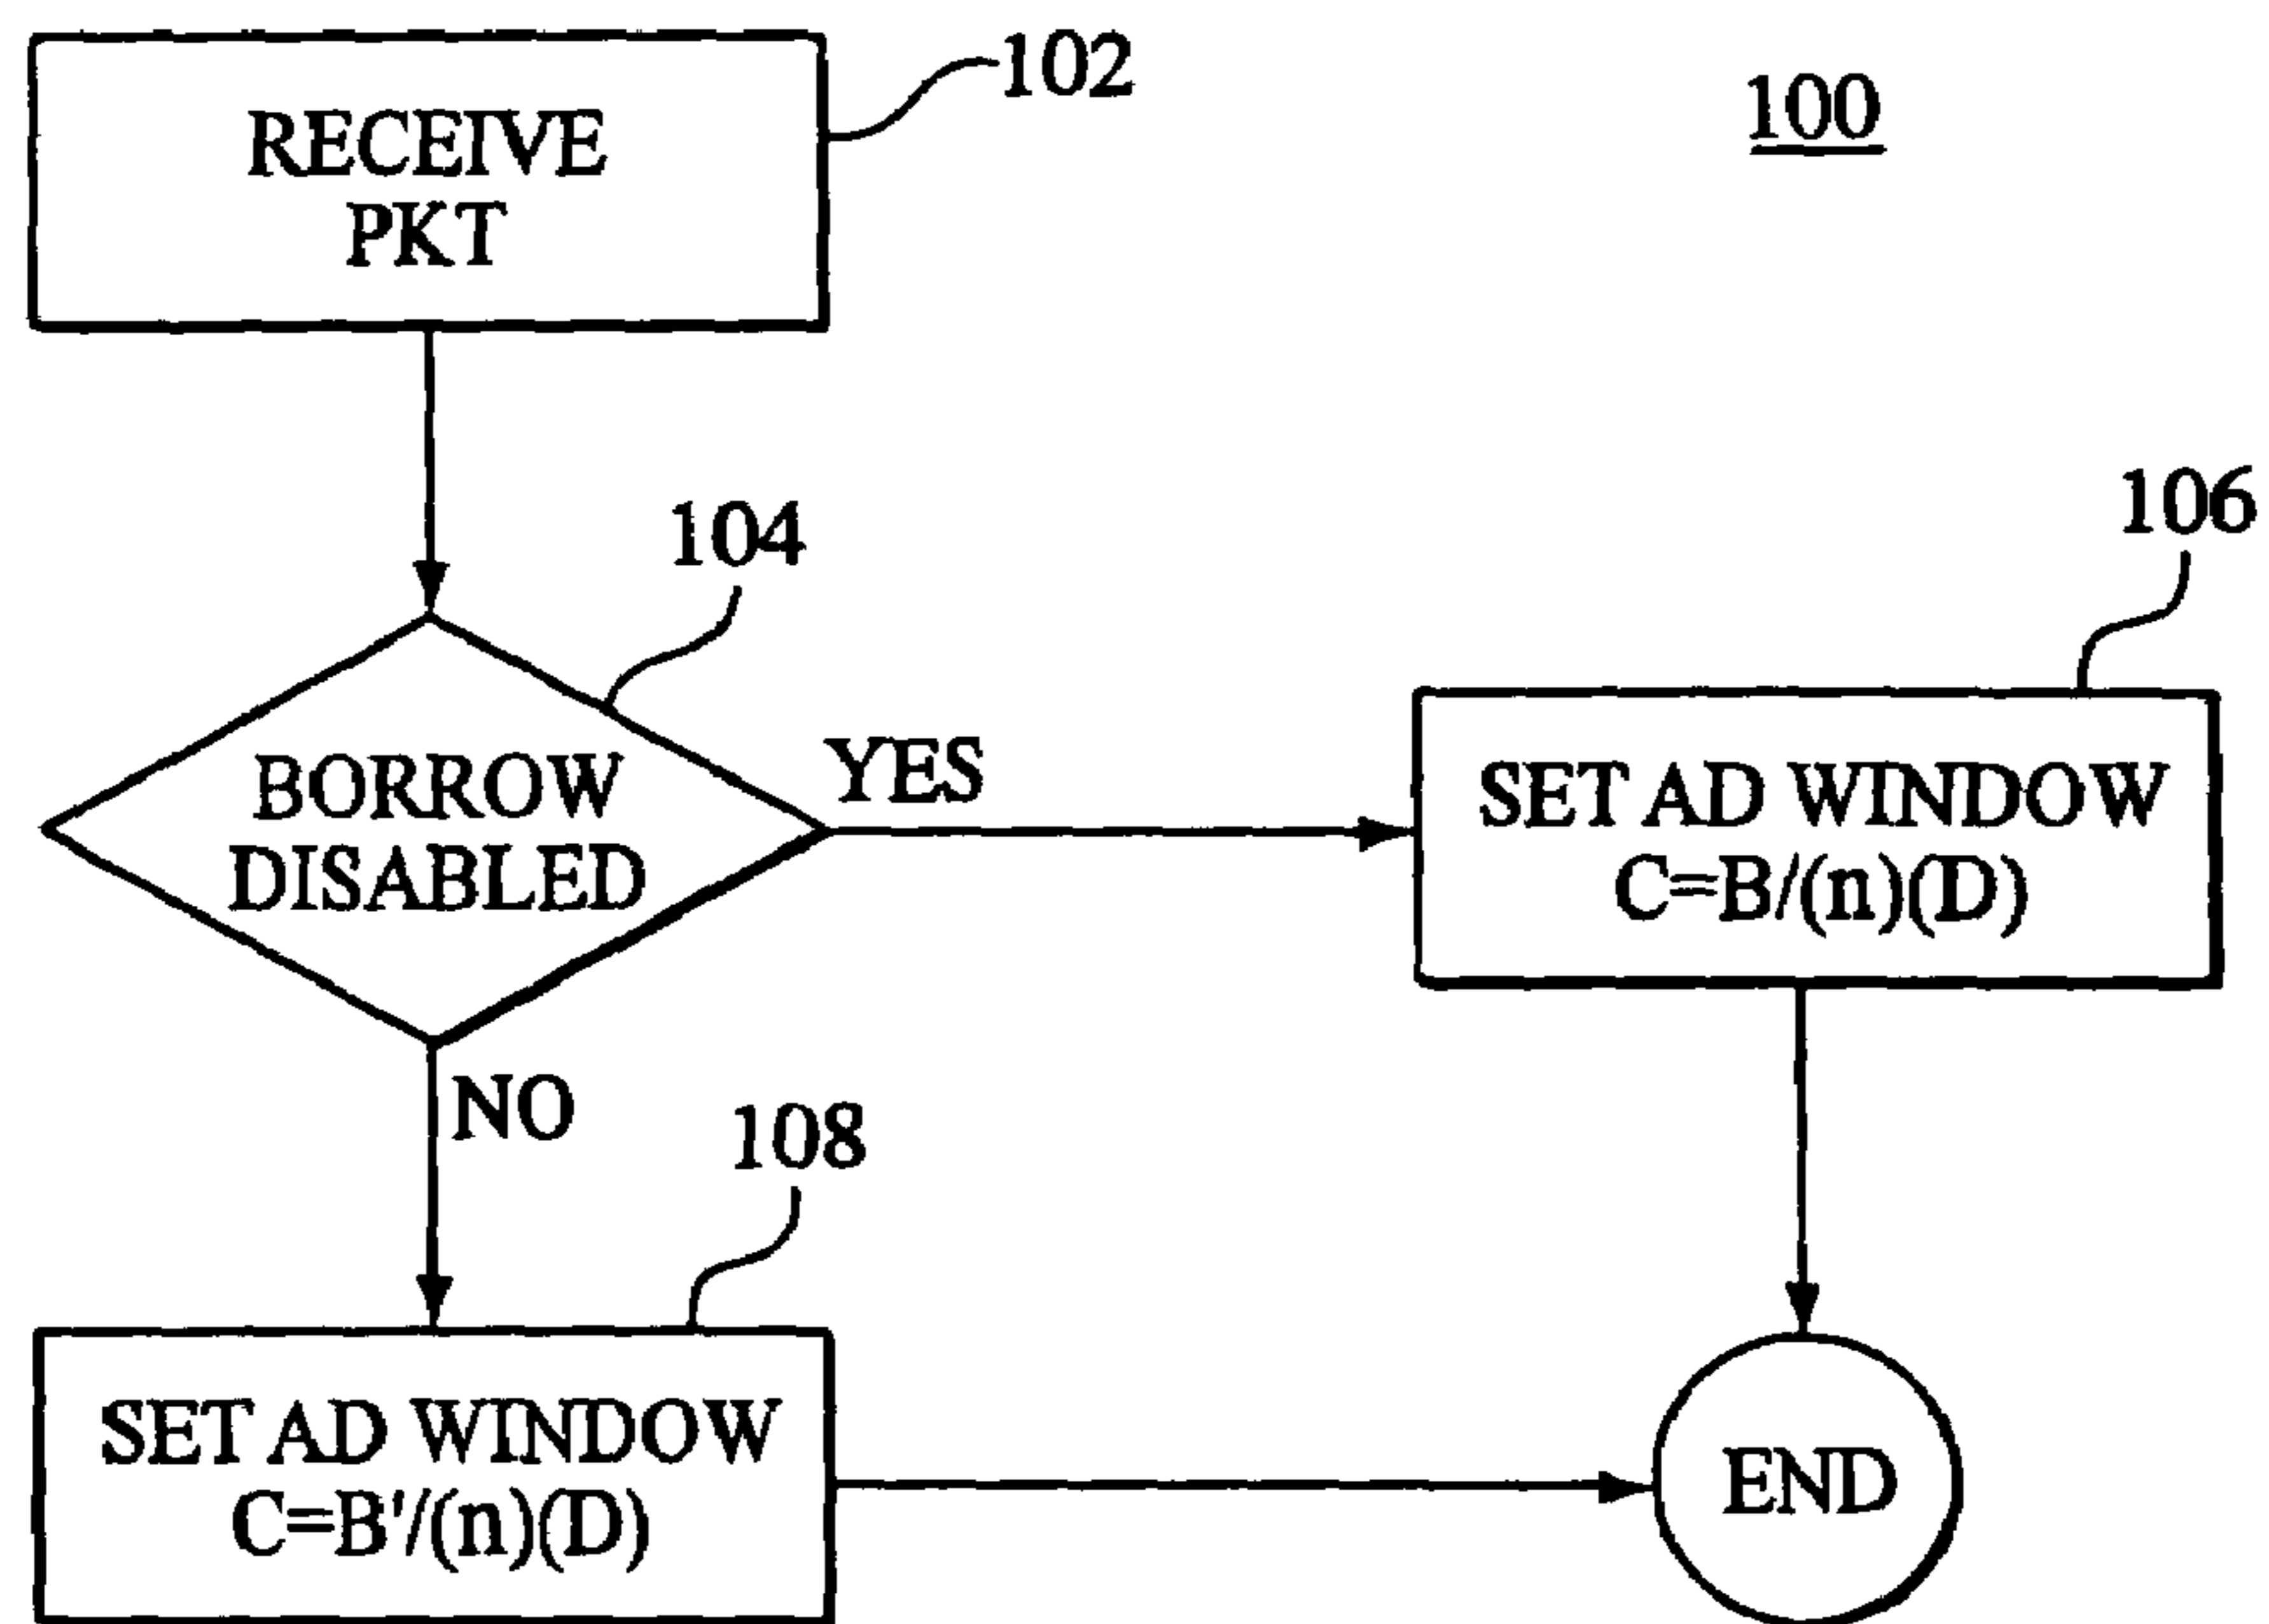 102
100
RECEIVE
PKT
104
106
BORROW
DISABLED
YES
SET AD WINDOW
C=B/(n)(D)
NO
108
SET AD WINDOW
C=B'/(n)(D)
END